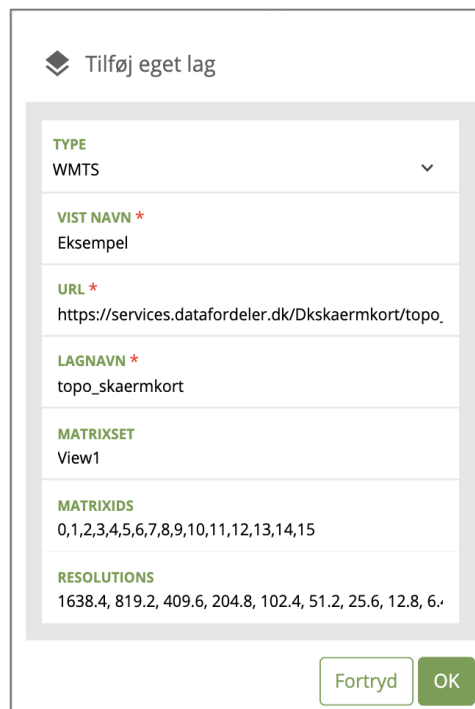 Tilføj eget lag
TYPE
WMTS
VIST NAVN *
Eksempel
URL *
https://services.datafordeler.dk/Dkskaermkort/topo_
LAGNAVN *
topo_skaermkort
MATRIXSET
View1
MATRIXIDS
0,1,2,3,4,5,6,7,8,9,10,11,12,13,14,15
RESOLUTIONS
1638.4, 819.2, 409.6, 204.8, 102.4, 51.2, 25.6, 12.8, 6.4
Fortryd OK